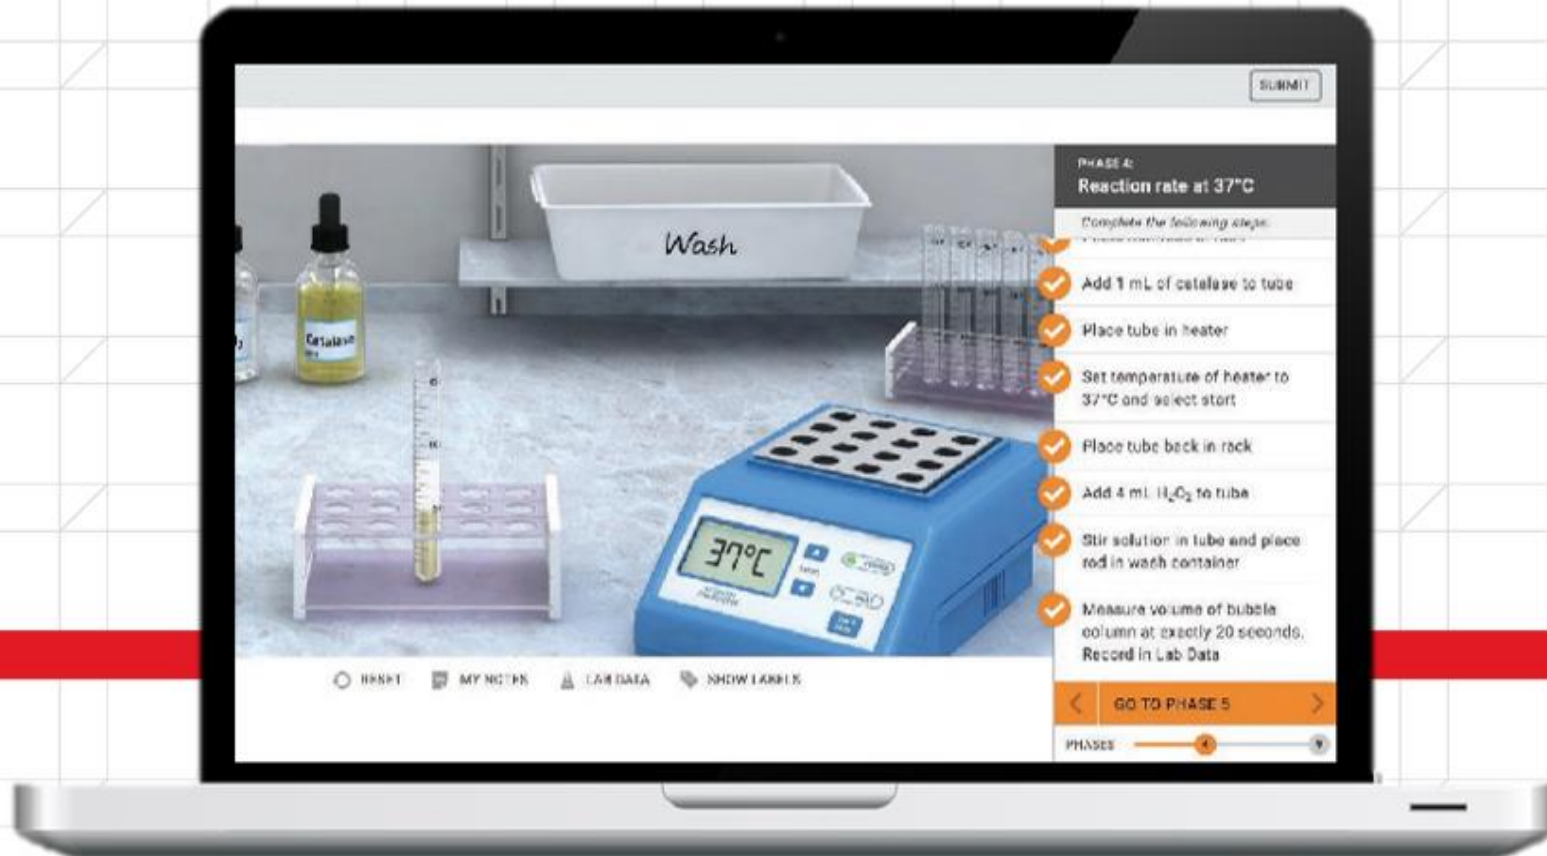 SUBMIT
PHASE 4:
Reaction rate at 37°C
Complete the following steps.
Add 1 mL of catalase to tube
Place tube in heater
Set temperature of heater to
37°C and select start
Place tube back in rack
Add 4 mL H₂O₂ to tube
Stir solution in tube and place
rod in wash container
Measure volume of bubble
column at exactly 20 seconds.
Record in Lab Data
GO TO PHASE 5
PHASES
4
9
Wash
Catalase
37°C
RESET
MY NOTES
LAB DATA
SHOW LABELS